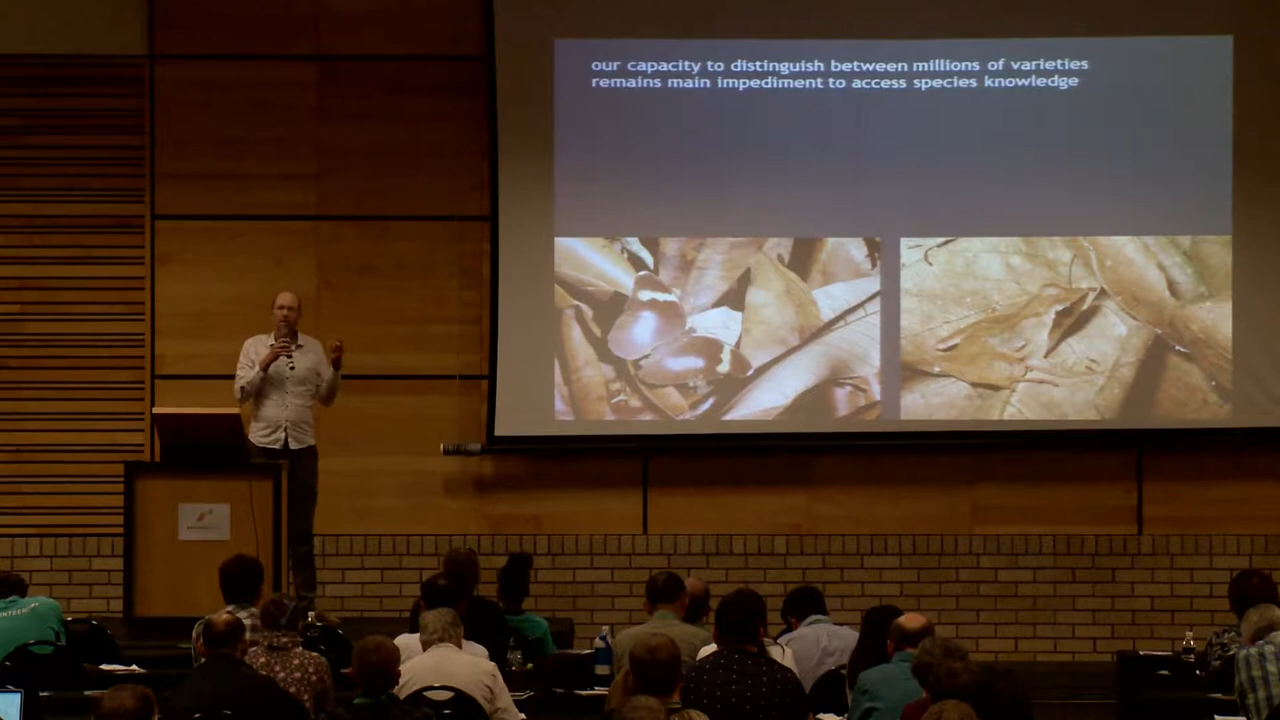 our capacity to distinguish between millions of varieties
remains main impediment to access species knowledge